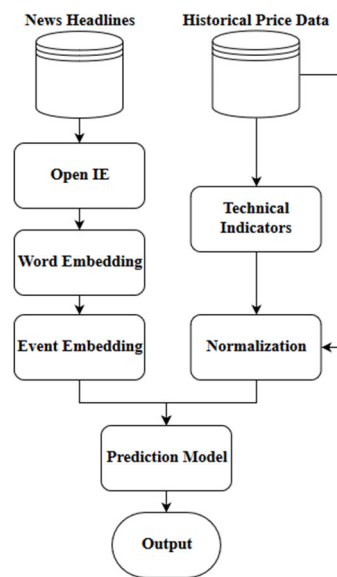 News Headlines
Historical Price Data
Open IE
Technical
Indicators
Word Embedding
Event Embedding
Normalization
Prediction Model
Output